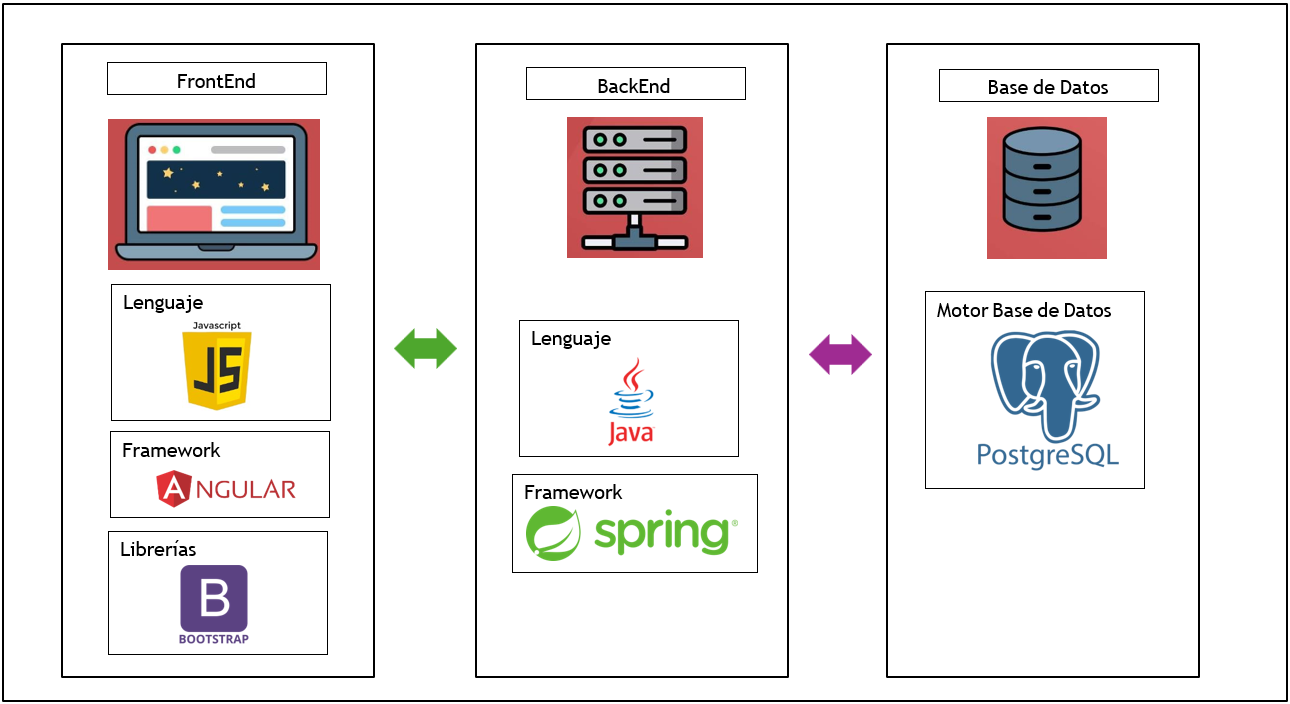 FrontEnd
Lenguaje
Javascript
JS
Framework
ANGULAR
Librerías
B
BOOTSTRAP
BackEnd
Lenguaje
Java
Framework
spring®
Base de Datos
Motor Base de Datos
PostgreSQL